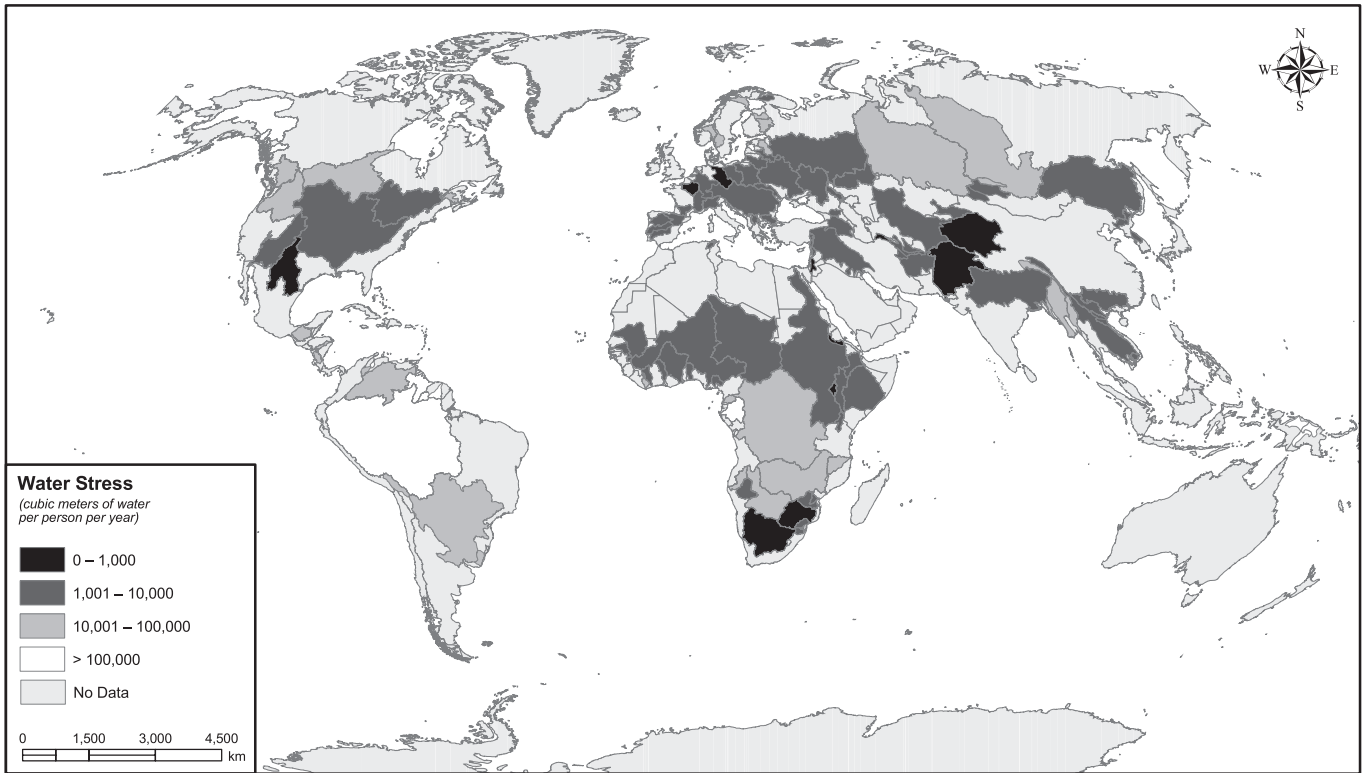 N
W E
S
Water Stress
(cubic meters of water
per person per year)
0 – 1,000
1,001 – 10,000
10,001 – 100,000
> 100,000
No Data
0 1,500 3,000 4,500
km